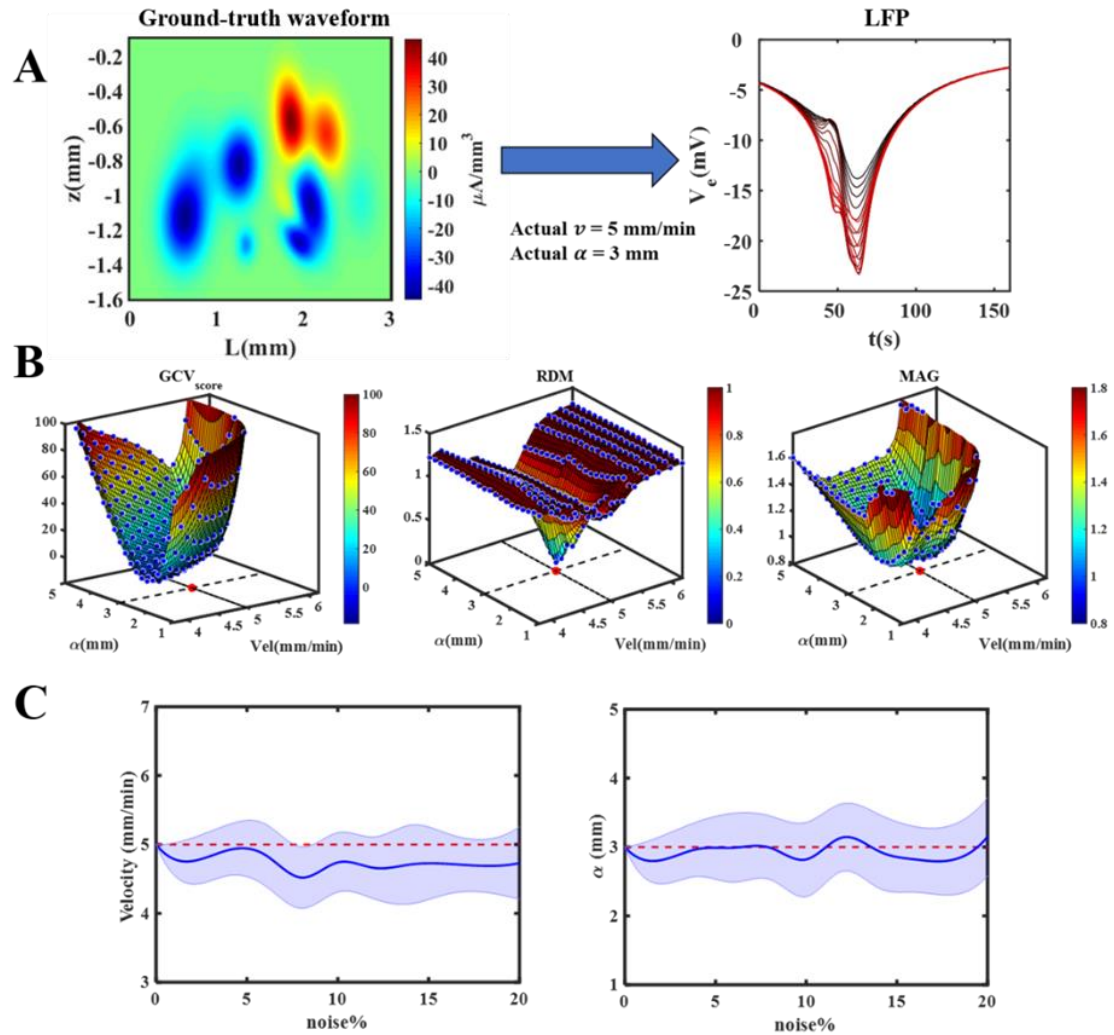 A
Ground-truth waveform
-0.2
-0.4
-0.6
-0.8
-1
-1.2
-1.4
-1.6
z(mm)
0 1 2 3
L(mm)
40
30
20
10
0
-10
-20
-30
-40
μA/mm³
Actual v = 5 mm/min
Actual α = 3 mm
LFP
0
-5
-10
-15
-20
-25
V_e (mV)
0 50 100 150
t(s)
B
GCV_score
100
80
60
40
20
0
5 4 3 2 1
α(mm)
4 4.5 5 5.5 6
Vel(mm/min)
100
80
60
40
20
0
RDM
1.5
1
0.5
0
5 4 3 2 1
α(mm)
4 4.5 5 5.5 6
Vel(mm/min)
1
0.8
0.6
0.4
0.2
0
MAG
1.6
1.4
1.2
1
0.8
5 4 3 2 1
α(mm)
4 4.5 5 5.5 6
Vel(mm/min)
1.8
1.6
1.4
1.2
1
0.8
C
7
6
5
4
3
Velocity (mm/min)
0 5 10 15 20
noise%
5
4
3
2
1
α (mm)
0 5 10 15 20
noise%